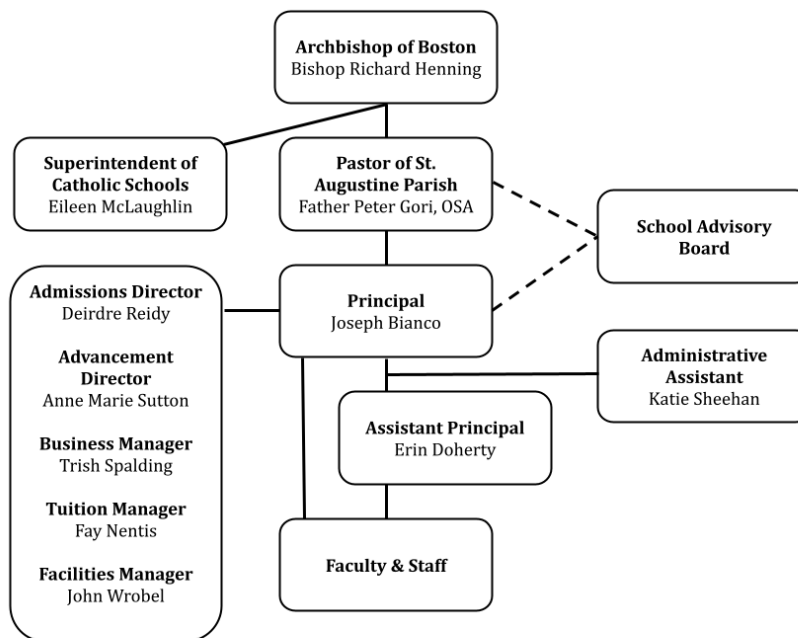 Archbishop of Boston
Bishop Richard Henning
Superintendent of
Catholic Schools
Eileen McLaughlin
Pastor of St.
Augustine Parish
Father Peter Gori, OSA
School Advisory
Board
Admissions Director
Deirdre Reidy
Advancement
Director
Anne Marie Sutton
Business Manager
Trish Spalding
Tuition Manager
Fay Nentis
Facilities Manager
John Wrobel
Principal
Joseph Bianco
Administrative
Assistant
Katie Sheehan
Assistant Principal
Erin Doherty
Faculty & Staff